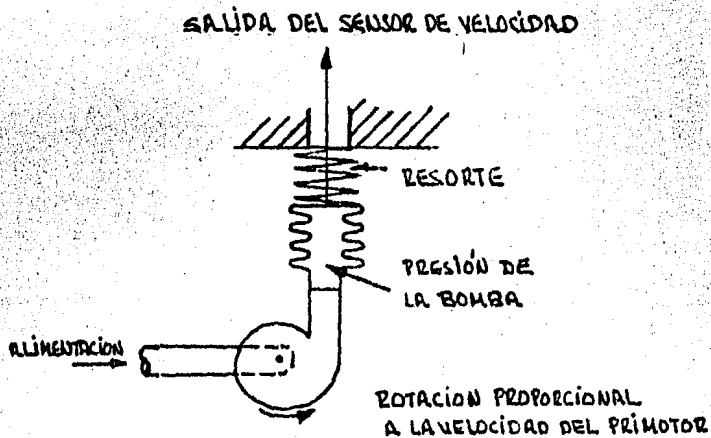 SALIDA DEL SENSOR DE VELOCIDAD
RESORTE
PRESIÓN DE
LA BOMBA
ALIMENTACION
ROTACION PROPORCIONAL
A LA VELOCIDAD DEL PRIMOTOR